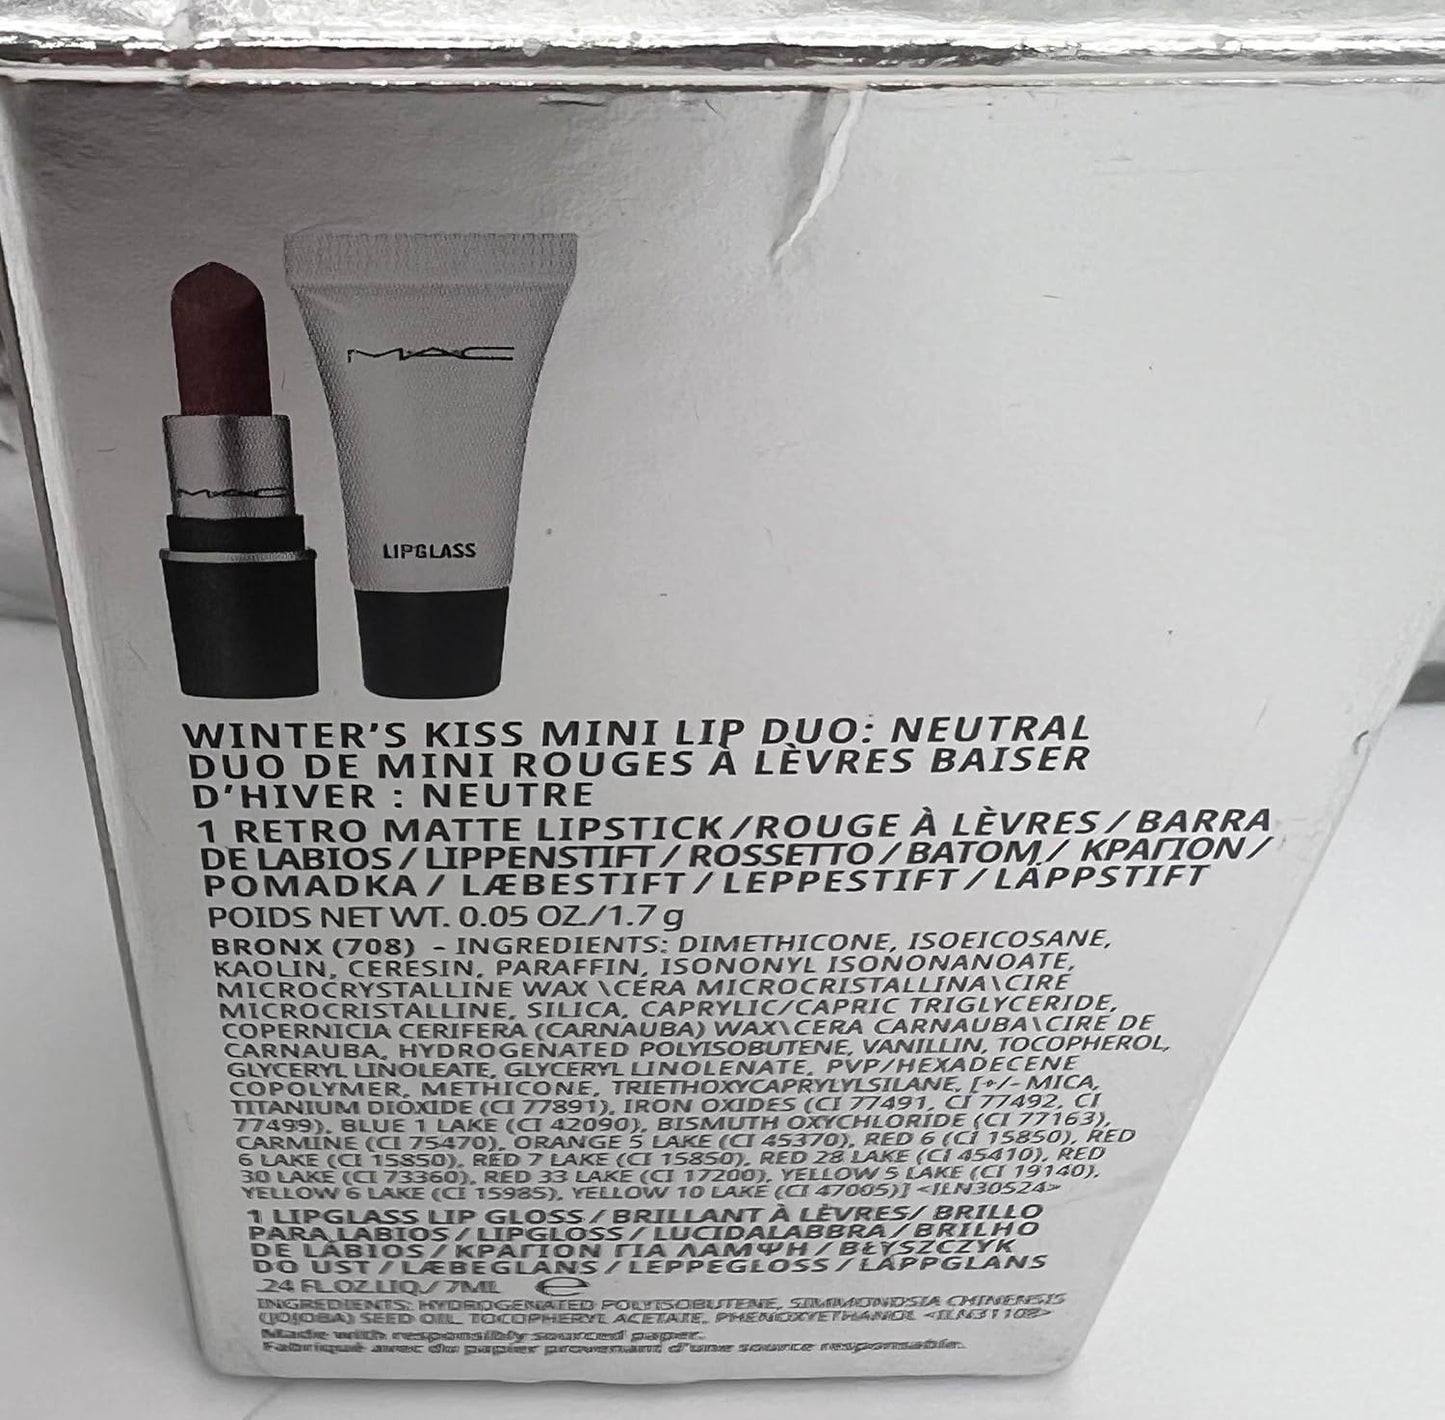 MAC
MAC
LIPGLASS
WINTER'S KISS MINI LIP DUO: NEUTRAL
DUO DE MINI ROUGES À LÈVRES BAISER
D'HIVER : NEUTRE
1 RETRO MATTE LIPSTICK/ROUGE À LÈVRES/BARRA
DE LABIOS/LIPPENSTIFT/ROSSETTO/BATOM/ ΚΡΑΓΙΟΝ/
POMADKA/ LÆBESTIFT/LEPPESTIFT/LÄPPSTIFT
POIDS NET WT. 0.05 OZ./1.7 g
BRONX (708) - INGREDIENTS: DIMETHICONE, ISOEICOSANE,
KAOLIN, CERESIN, PARAFFIN, ISONONYL ISONONANOATE,
MICROCRYSTALLINE WAX \CERA MICROCRISTALLINA\CIRE
MICROCRISTALLINE, SILICA, CAPRYLIC/CAPRIC TRIGLYCERIDE,
COPERNICIA CERIFERA (CARNAUBA) WAX\CERA CARNAUBA\CIRE DE
CARNAUBA, HYDROGENATED POLYISOBUTENE, VANILLIN, TOCOPHEROL,
GLYCERYL LINOLEATE, GLYCERYL LINOLENATE, PVP/HEXADECENE
COPOLYMER, METHICONE, TRIETHOXYCAPRYLYLSILANE, [+/- MICA,
TITANIUM DIOXIDE (CI 77891), IRON OXIDES (CI 77491, CI 77492, CI
77499), BLUE 1 LAKE (CI 42090), BISMUTH OXYCHLORIDE (CI 77163),
CARMINE (CI 75470), ORANGE 5 LAKE (CI 45370), RED 6 (CI 15850), RED
6 LAKE (CI 15850), RED 7 LAKE (CI 15850), RED 28 LAKE (CI 45410), RED
30 LAKE (CI 73360), RED 33 LAKE (CI 17200), YELLOW 5 LAKE (CI 19140),
YELLOW 6 LAKE (CI 15985), YELLOW 10 LAKE (CI 47005)] <ILN30524>
1 LIPGLASS LIP GLOSS/BRILLANT À LÈVRES/ BRILLO
PARA LABIOS/LIPGLOSS/LUCIDALABBRA/BRILHO
DE LÁBIOS/ΚΡΑΓΙΟΝ ΓΙΑ ΛΑΜΨΗ/BŁYSZCZYK
DO UST/LÆBEGLANS/LEPPEGLOSS/LÄPPGLANS
.24 FL.OZ.LIQ./7ML ℮
INGREDIENTS: HYDROGENATED POLYISOBUTENE, SIMMONDSIA CHINENSIS
(JOJOBA) SEED OIL, TOCOPHERYL ACETATE, PHENOXYETHANOL <ILN31108>
Made with responsibly sourced paper.
Fabriqué avec du papier provenant d'une source responsable.